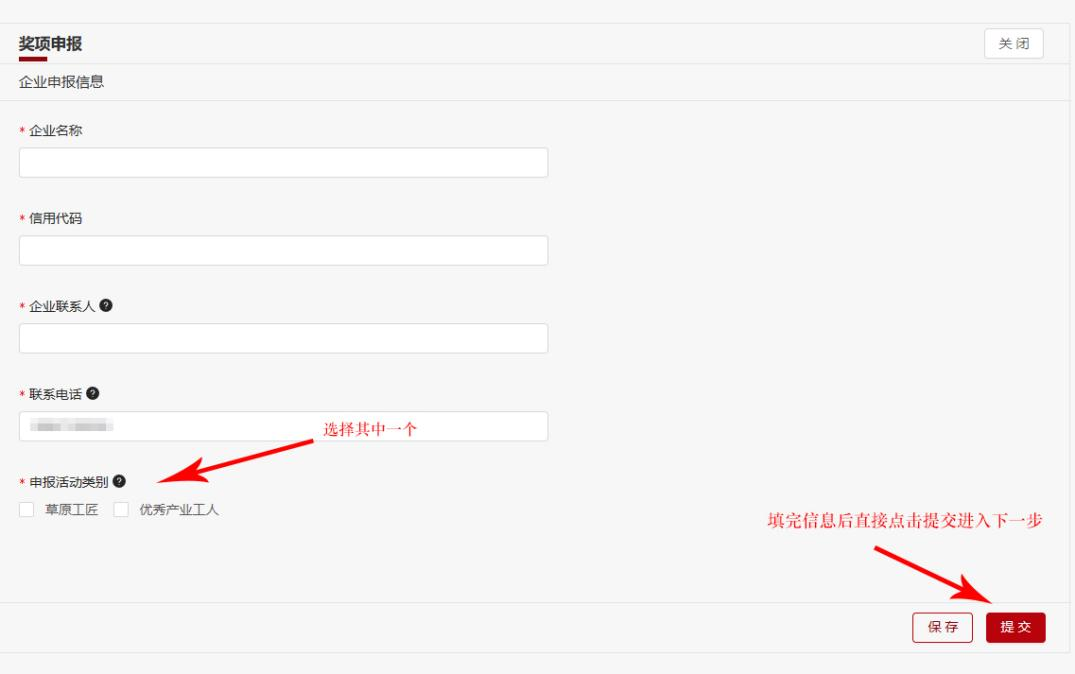 奖项申报
关 闭
企业申报信息
* 企业名称
* 信用代码
* 企业联系人 ?
* 联系电话 ?
选择其中一个
* 申报活动类别 ?
草原工匠 优秀产业工人
填完信息后直接点击提交进入下一步
保 存 提 交